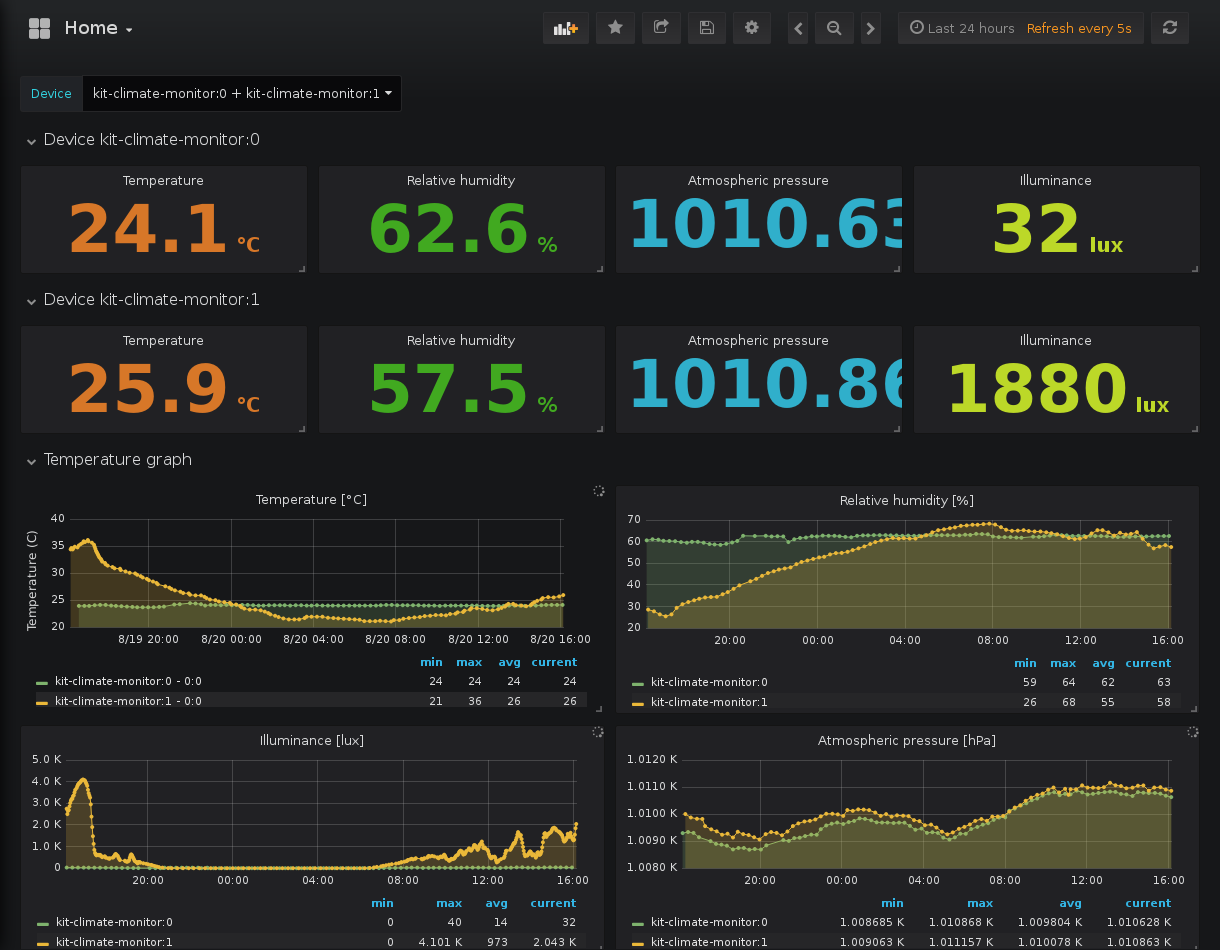 Home
Last 24 hours Refresh every 5s
Device kit-climate-monitor:0 + kit-climate-monitor:1
Device kit-climate-monitor:0
Temperature Relative humidity Atmospheric pressure Illuminance
24.1 °C 62.6 % 1010.63 32 lux
Device kit-climate-monitor:1
Temperature Relative humidity Atmospheric pressure Illuminance
25.9 °C 57.5 % 1010.86 1880 lux
Temperature graph
Temperature [°C]
Temperature (C)
40
35
30
25
20
8/19 20:00 8/20 00:00 8/20 04:00 8/20 08:00 8/20 12:00 8/20 16:00
min max avg current
kit-climate-monitor:0 - 0:0 24 24 24 24
kit-climate-monitor:1 - 0:0 21 36 26 26
Relative humidity [%]
70
60
50
40
30
20
20:00 00:00 04:00 08:00 12:00 16:00
min max avg current
kit-climate-monitor:0 59 64 62 63
kit-climate-monitor:1 26 68 55 58
Illuminance [lux]
5.0 K
4.0 K
3.0 K
2.0 K
1.0 K
0
20:00 00:00 04:00 08:00 12:00 16:00
min max avg current
kit-climate-monitor:0 0 40 14 32
kit-climate-monitor:1 0 4.101 K 973 2.043 K
Atmospheric pressure [hPa]
1.0120 K
1.0110 K
1.0100 K
1.0090 K
1.0080 K
20:00 00:00 04:00 08:00 12:00 16:00
min max avg current
kit-climate-monitor:0 1.008685 K 1.010868 K 1.009804 K 1.010628 K
kit-climate-monitor:1 1.009063 K 1.011157 K 1.010078 K 1.010863 K